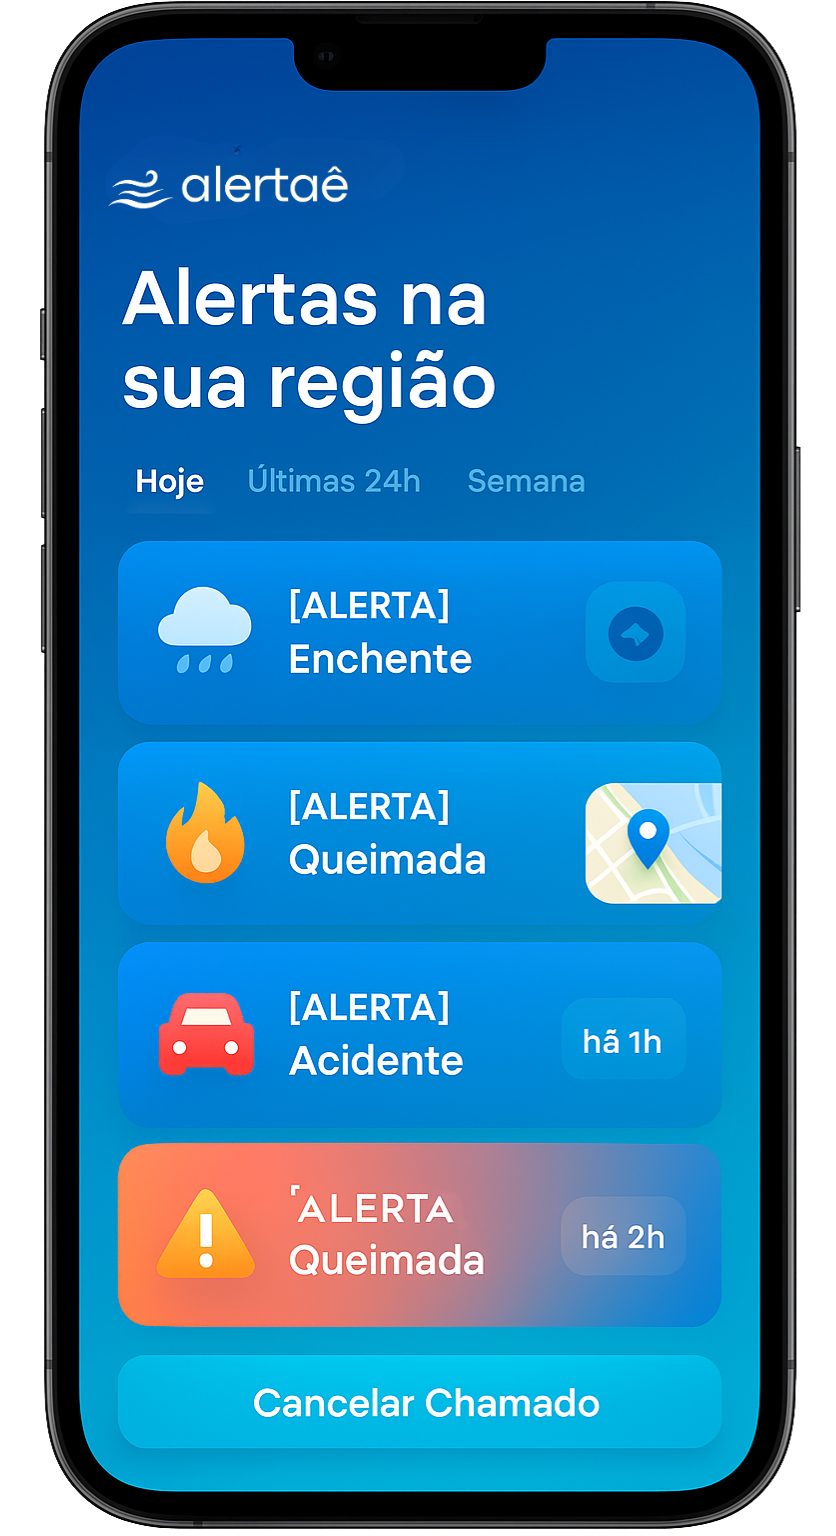 alertaê
Alertas na
sua região
Hoje Últimas 24h Semana
[ALERTA]
Enchente
[ALERTA]
Queimada
[ALERTA]
Acidente
hã 1h
⌜ALERTA
Queimada
há 2h
Cancelar Chamado